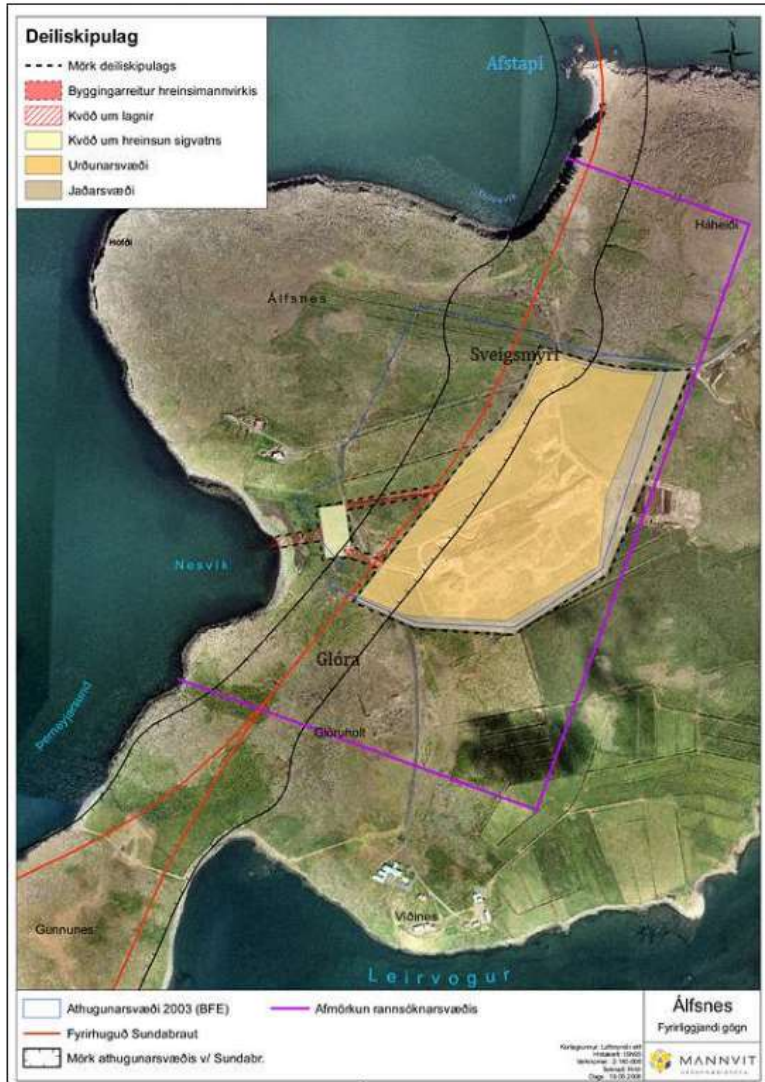 Deiliskipulag
Mörk deiliskipulags
Byggingarreitur hreinsimannvirkis
Kvöð um lagnir
Kvöð um hreinsun sigvatns
Urðunarsvæði
Jaðarsvæði
Afstapi
N
Háheiði
Höfði
Álfsnes
Sveigsmýri
Nesvík
Glóra
Þerneyjarsund
Glóruholt
Gunnunes
Víðines
Leirvogur
Athugunarsvæði 2003 (BFE)
Afmörkun rannsóknarsvæðis
Fyrirhuguð Sundabraut
Mörk athugunarsvæðis v/ Sundabr.
Álfsnes
Fyrirliggjandi gögn
MANNVIT